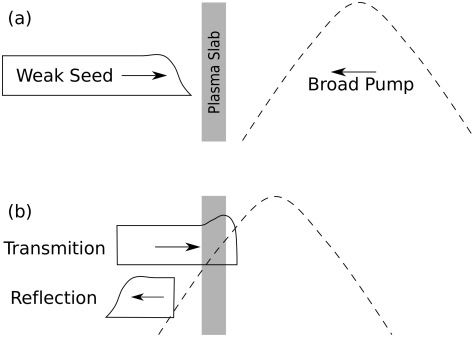 (a)
Weak Seed
Plasma Slab
Broad Pump
(b)
Transmition
Reflection